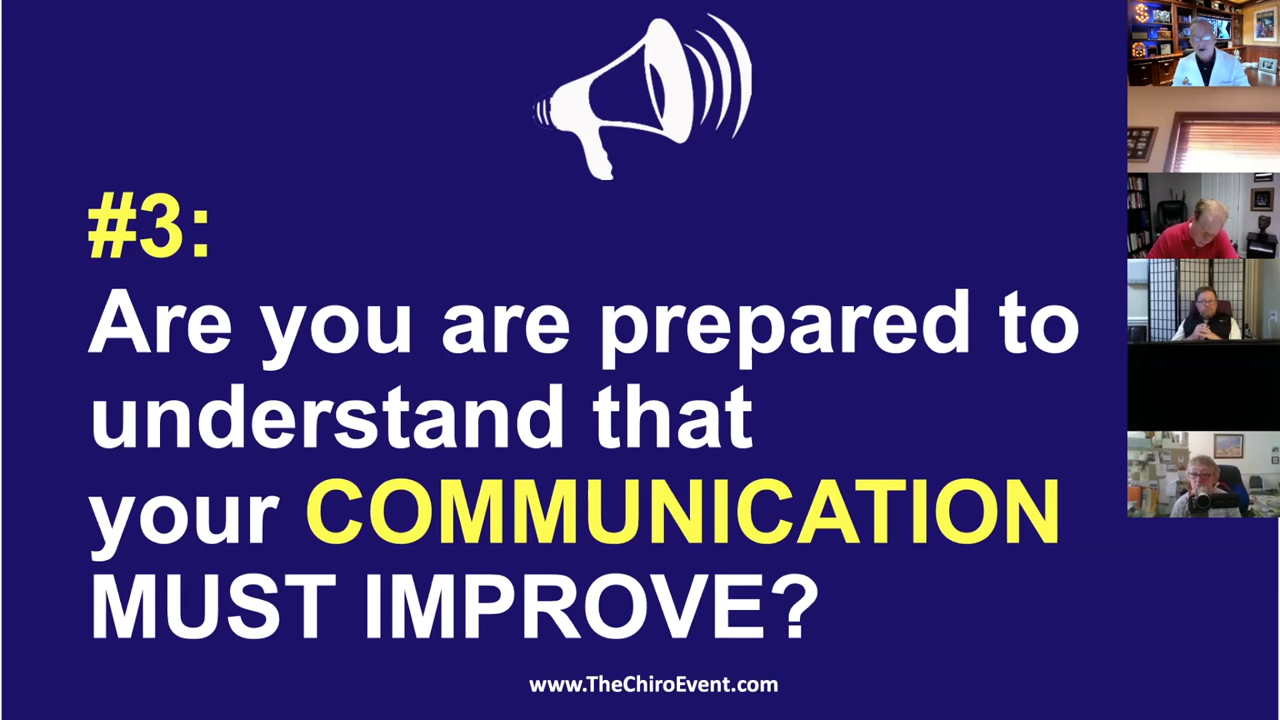 #3:
Are you are prepared to
understand that
your COMMUNICATION
MUST IMPROVE?
www.TheChiroEvent.com